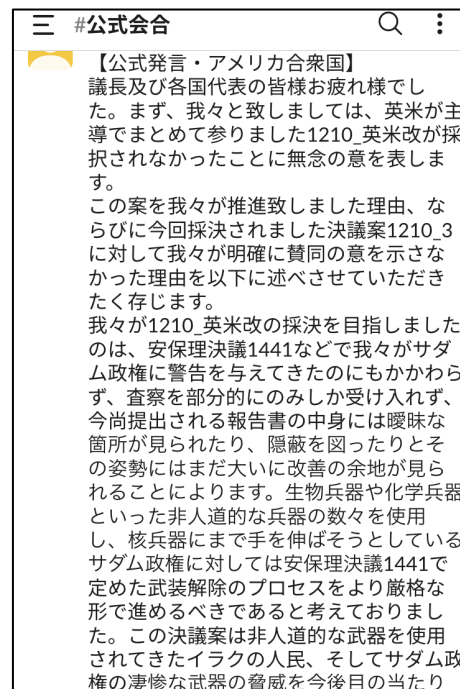 #公式会合
【公式発言・アメリカ合衆国】
議長及び各国代表の皆様お疲れ様でし
た。まず、我々と致しましては、英米が主
導でまとめて参りました1210_英米改が採
択されなかったことに無念の意を表しま
す。
この案を我々が推進致しました理由、な
らびに今回採決されました決議案1210_3
に対して我々が明確に賛同の意を示さな
かった理由を以下に述べさせていただき
たく存じます。
我々が1210_英米改の採決を目指しました
のは、安保理決議1441などで我々がサダ
ム政権に警告を与えてきたのにもかかわら
ず、査察を部分的にのみしか受け入れず、
今尚提出される報告書の中身には曖昧な
箇所が見られたり、隠蔽を図ったりとそ
の姿勢にはまだ大いに改善の余地が見ら
れることによります。生物兵器や化学兵器
といった非人道的な兵器の数々を使用
し、核兵器にまで手を伸ばそうとしている
サダム政権に対しては安保理決議1441で
定めた武装解除のプロセスをより厳格な
形で進めるべきであると考えておりまし
た。この決議案は非人道的な武器を使用
されてきたイラクの人民、そしてサダム政
権の凄惨な武器の脅威を今後目の当たり